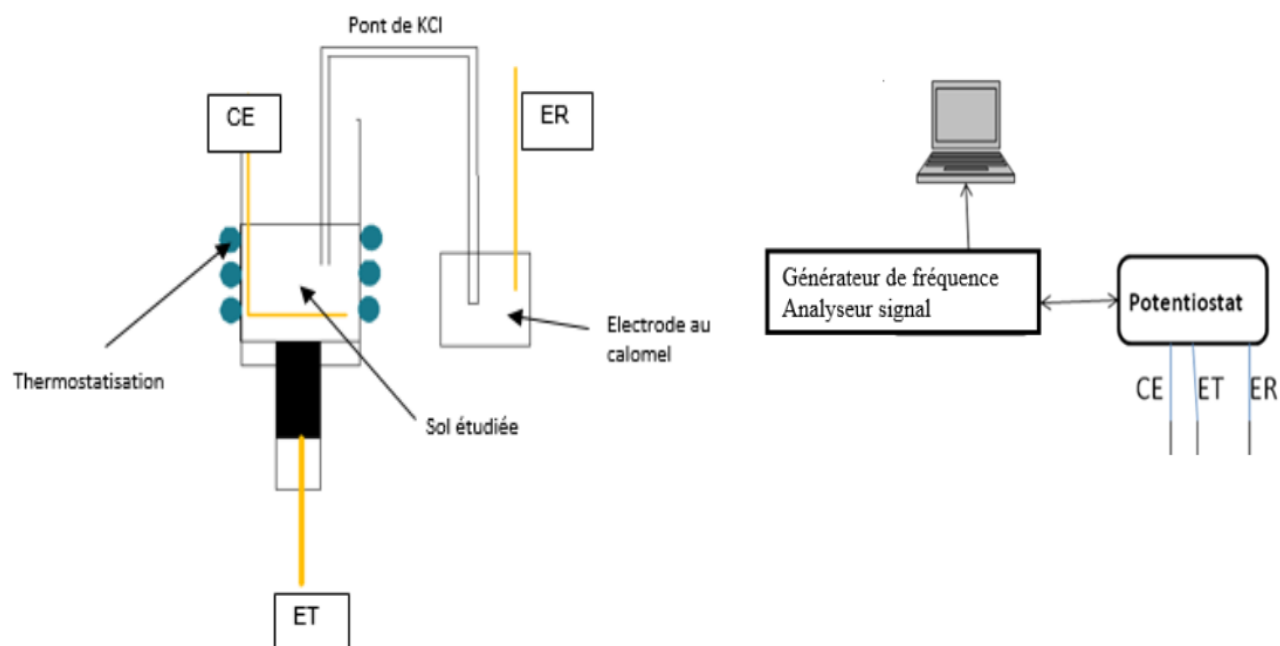 Pont de KCl
CE
ER
Thermostatisation
Sol étudiée
Electrode au
calomel
ET
Générateur de fréquence
Analyseur signal
Potentiostat
CE
ET
ER